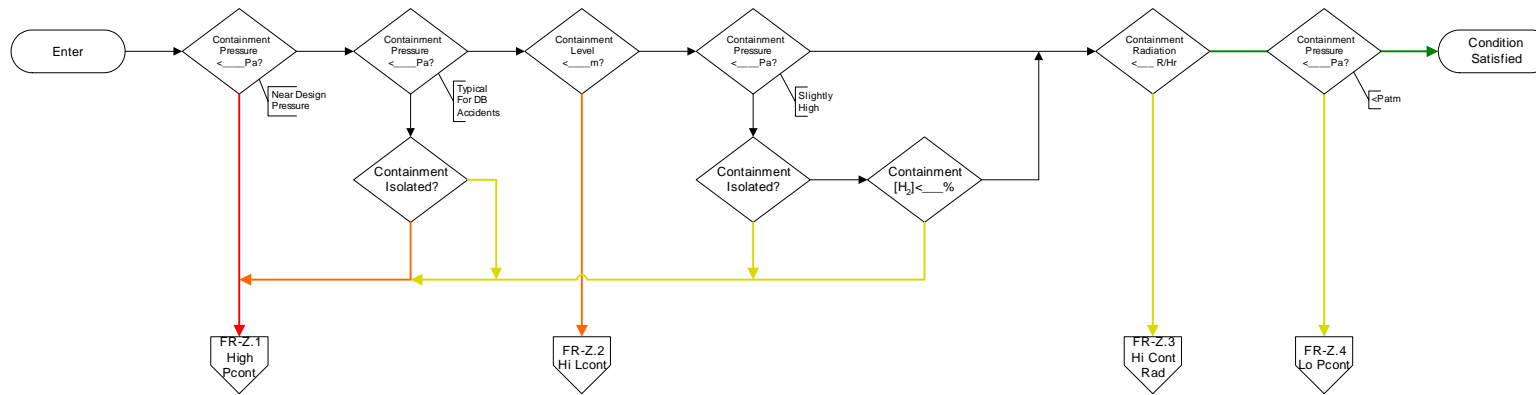 Enter
Containment
Pressure
<____Pa?
Near Design
Pressure
Containment
Pressure
<____Pa?
Typical
For DB
Accidents
Containment
Level
<____m?
Containment
Pressure
<____Pa?
Slightly
High
Containment
Radiation
<___ R/Hr
Containment
Pressure
<____Pa?
<Patm
Condition
Satisfied
Containment
Isolated?
Containment
Isolated?
Containment
[H2]<___%
FR-Z.1
High
Pcont
FR-Z.2
Hi Lcont
FR-Z.3
Hi Cont
Rad
FR-Z.4
Lo Pcont